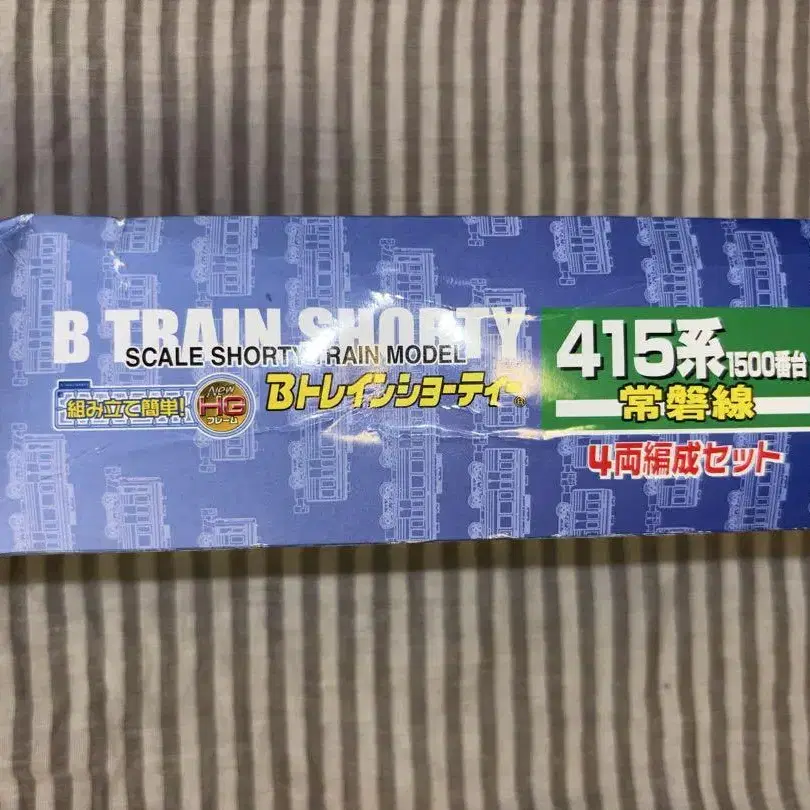 B TRAIN SHORTY
SCALE SHORTY TRAIN MODEL
組み立て簡単!
NEW
HG
フレーム
Bトレインショーティー®
415系1500番台
常磐線
4両編成セット